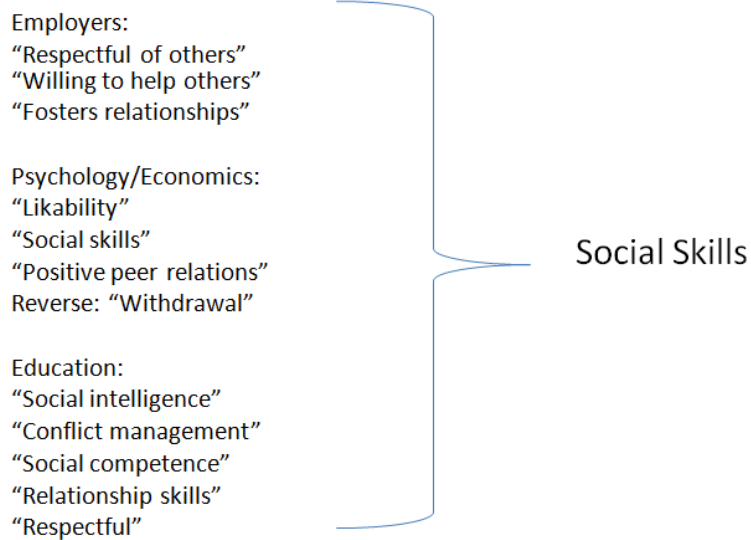 Employers:
“Respectful of others”
“Willing to help others”
“Fosters relationships”
Psychology/Economics:
“Likability”
“Social skills”
“Positive peer relations”
Reverse: “Withdrawal”
Education:
“Social intelligence”
“Conflict management”
“Social competence”
“Relationship skills”
“Respectful”
Social Skills